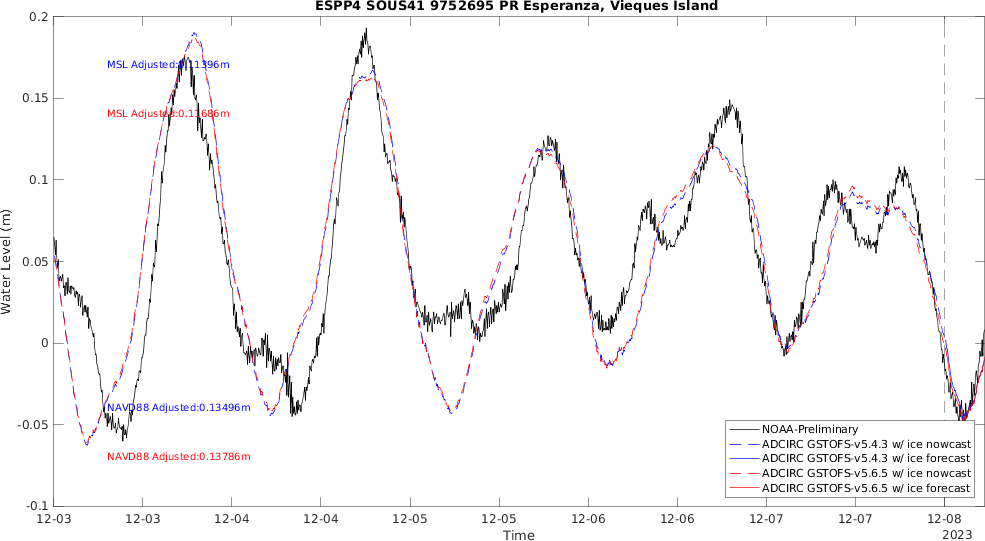 ESPP4 SOUS41 9752695 PR Esperanza, Vieques Island
0.2
0.15
0.1
0.05
0
-0.05
-0.1
Water Level (m)
MSL Adjusted:0.11396m
MSL Adjusted:0.11686m
NAVD88 Adjusted:0.13496m
NAVD88 Adjusted:0.13786m
NOAA-Preliminary
ADCIRC GSTOFS-v5.4.3 w/ ice nowcast
ADCIRC GSTOFS-v5.4.3 w/ ice forecast
ADCIRC GSTOFS-v5.6.5 w/ ice nowcast
ADCIRC GSTOFS-v5.6.5 w/ ice forecast
12-03 12-03 12-04 12-04 12-05 12-05 12-06 12-06 12-07 12-07 12-08
2023
Time